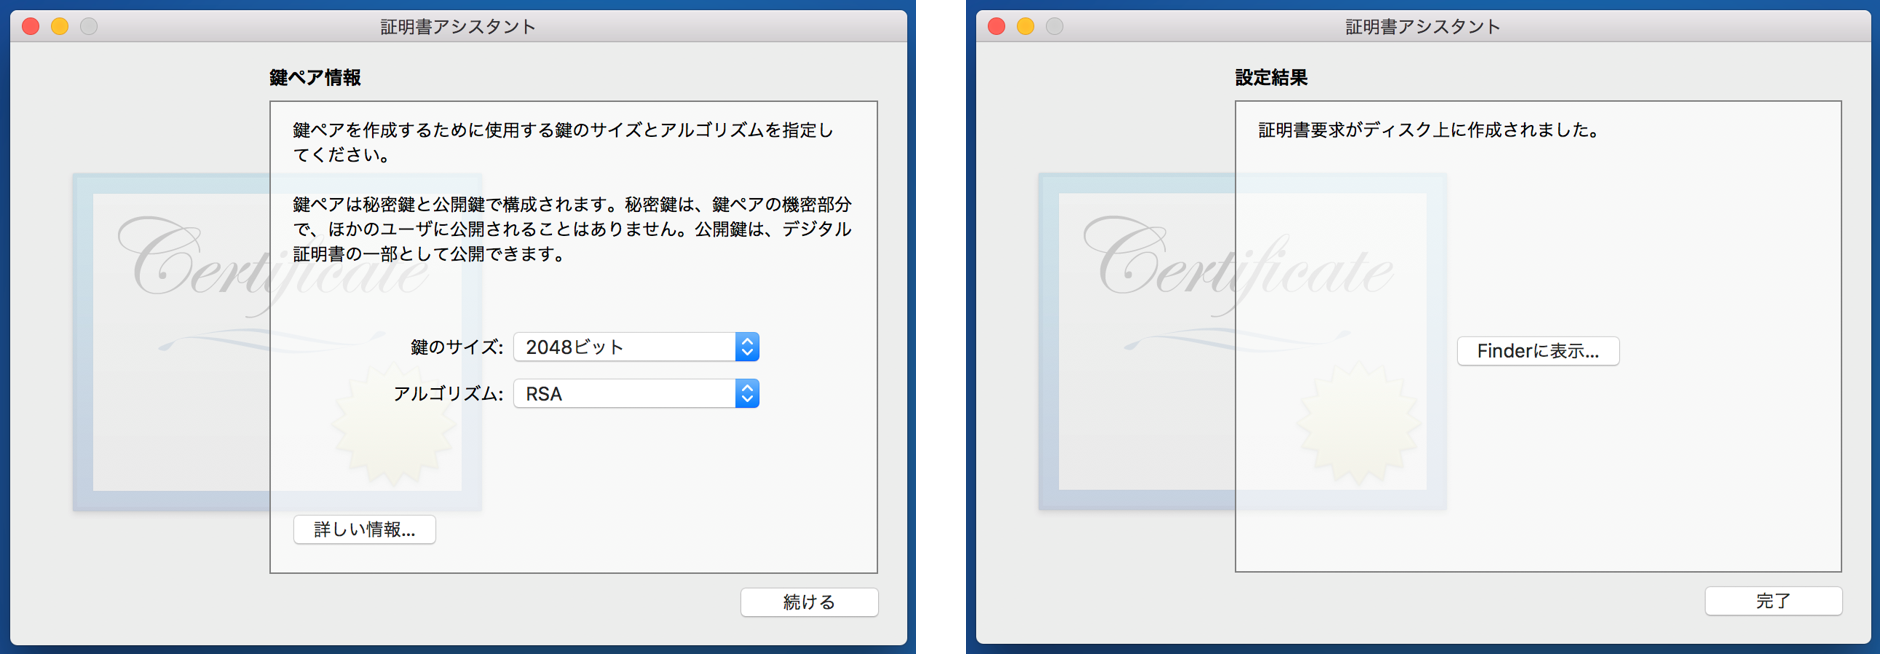 証明書アシスタント
鍵ペア情報
鍵ペアを作成するために使用する鍵のサイズとアルゴリズムを指定し
てください。
鍵ペアは秘密鍵と公開鍵で構成されます。秘密鍵は、鍵ペアの機密部分
で、ほかのユーザに公開されることはありません。公開鍵は、デジタル
証明書の一部として公開できます。
Certificate
鍵のサイズ: 2048ビット
アルゴリズム: RSA
詳しい情報...
続ける
証明書アシスタント
設定結果
証明書要求がディスク上に作成されました。
Certificate
Finderに表示...
完了